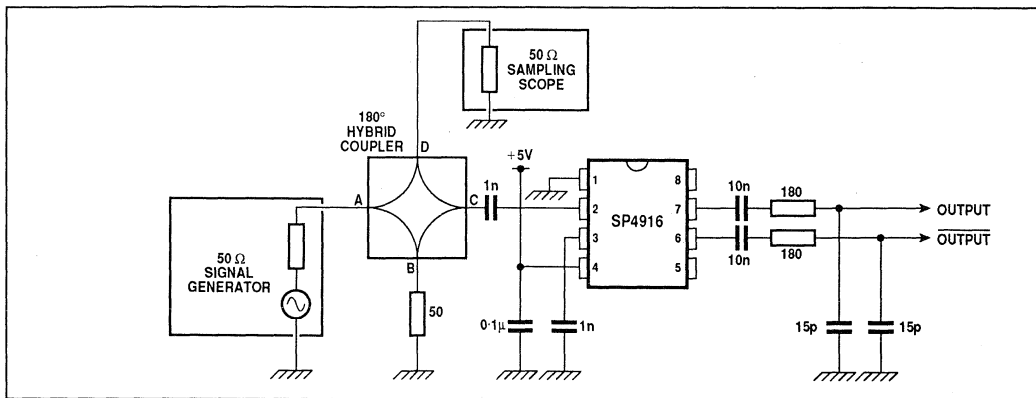 50 Ω
SAMPLING
SCOPE
180°
HYBRID
COUPLER
D
A
C
B
50 Ω
SIGNAL
GENERATOR
50
1n
+5V
0·1µ
1n
1
2
3
4
SP4916
8
7
6
5
10n
180
10n
180
OUTPUT
OUTPUT
15p
15p